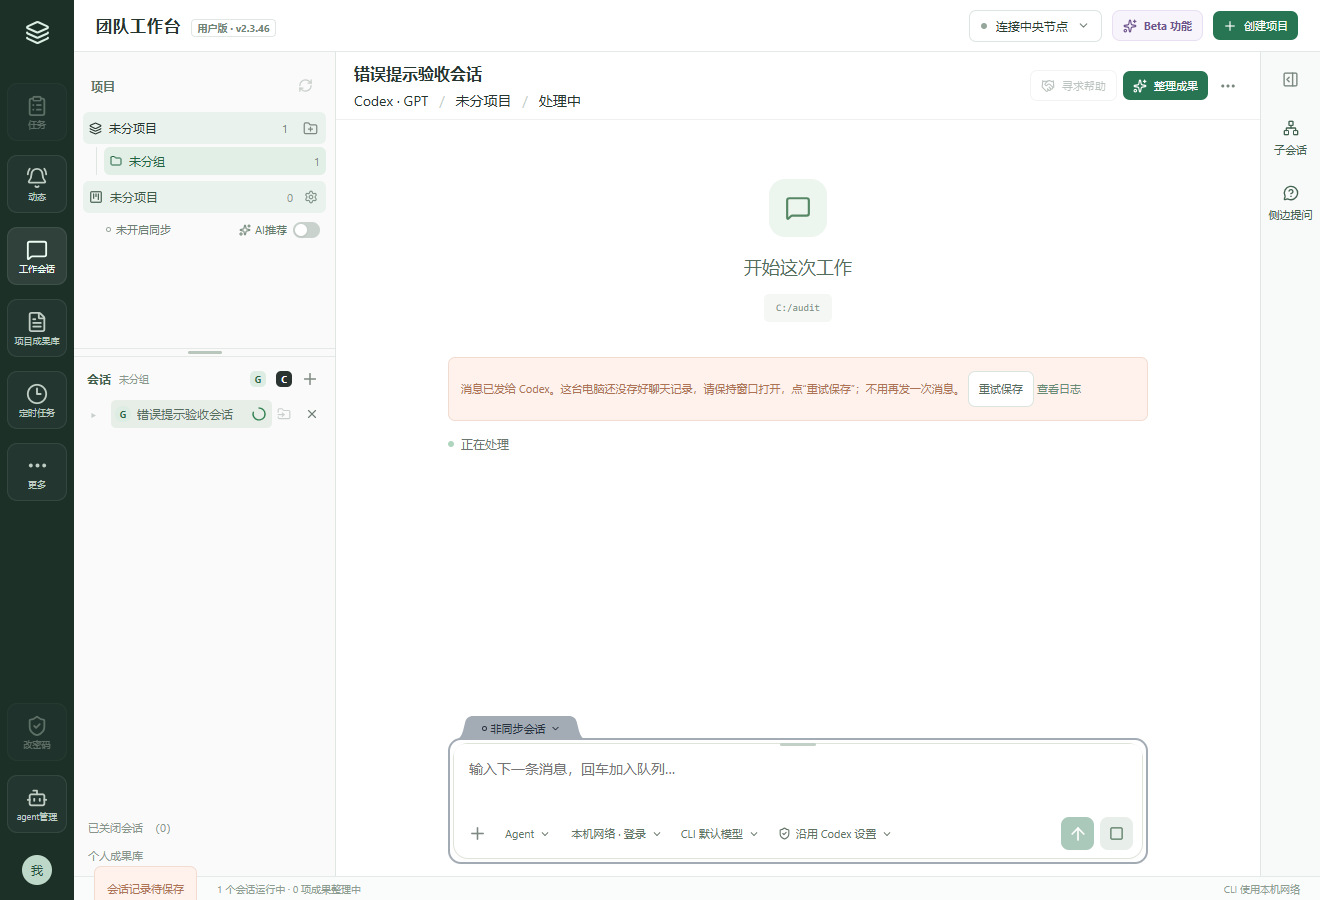 团队工作台
用户版 · v2.3.46
连接中央节点
Beta 功能
创建项目
任务
动态
工作会话
项目成果库
定时任务
更多
改密码
agent管理
我
项目
未分项目 1
未分组 1
未分项目 0
未开启同步 AI推荐
会话 未分组 G C
G 错误提示验收会话
已关闭会话 (0)
个人成果库
错误提示验收会话
Codex · GPT / 未分项目 / 处理中
寻求帮助
整理成果
开始这次工作
C:/audit
消息已发给 Codex。这台电脑还没存好聊天记录，请保持窗口打开，点“重试保存”；不用再发一次消息。 重试保存 查看日志
正在处理
非同步会话
输入下一条消息，回车加入队列...
Agent 本机网络 · 登录 CLI 默认模型 沿用 Codex 设置
子会话
侧边提问
会话记录待保存
1 个会话运行中 · 0 项成果整理中
CLI 使用本机网络